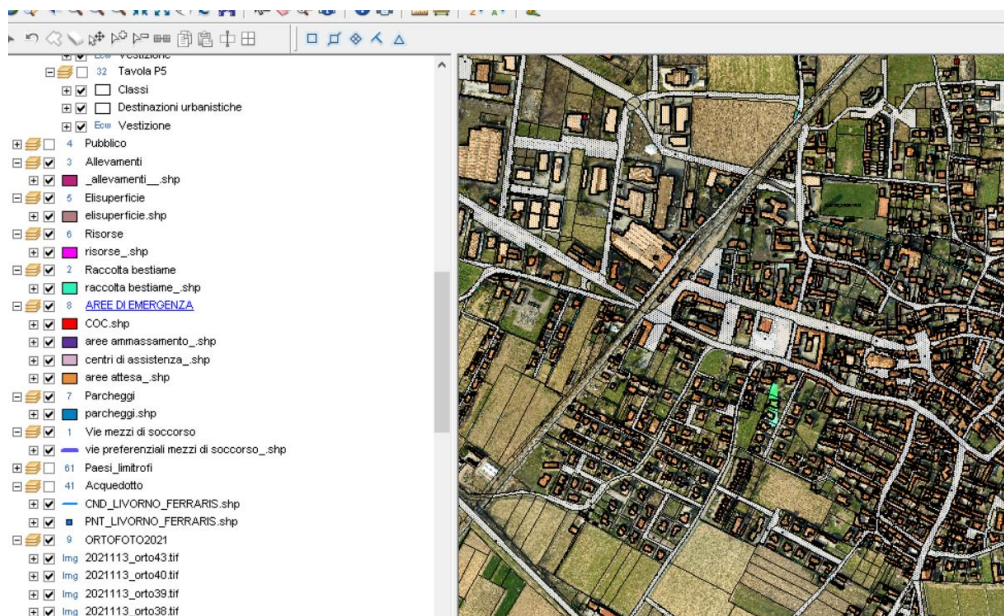 Ecw Vestizione
32 Tavola P5
Classi
Destinazioni urbanistiche
Ecw Vestizione
4 Pubblico
3 Allevamenti
_allevamenti__.shp
5 Elisuperficie
elisuperficie.shp
6 Risorse
risorse_.shp
2 Raccolta bestiame
raccolta bestiame_.shp
8 AREE DI EMERGENZA
COC.shp
aree ammassamento_.shp
centri di assistenza_.shp
aree attesa_.shp
7 Parcheggi
parcheggi.shp
1 Vie mezzi di soccorso
vie preferenziali mezzi di soccorso_.shp
61 Paesi_limitrofi
41 Acquedotto
CND_LIVORNO_FERRARIS.shp
PNT_LIVORNO_FERRARIS.shp
9 ORTOFOTO2021
Img 2021113_orto43.tif
Img 2021113_orto40.tif
Img 2021113_orto39.tif
Img 2021113_orto38.tif